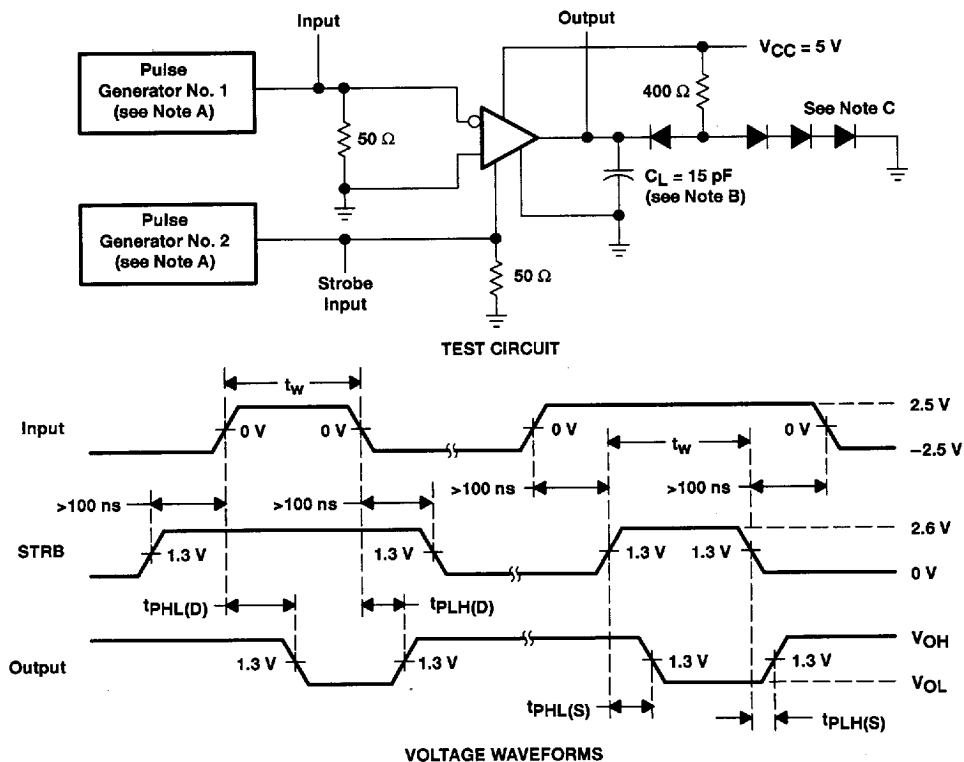 Input
Output
Pulse
Generator No. 1
(see Note A)
VCC = 5 V
400 Ω
See Note C
50 Ω
CL = 15 pF
(see Note B)
Pulse
Generator No. 2
(see Note A)
Strobe
Input
50 Ω
TEST CIRCUIT
tw
Input
0 V
0 V
0 V
0 V
2.5 V
−2.5 V
tw
>100 ns
>100 ns
>100 ns
>100 ns
STRB
1.3 V
1.3 V
1.3 V
1.3 V
2.6 V
0 V
tPHL(D)
tPLH(D)
Output
1.3 V
1.3 V
1.3 V
1.3 V
VOH
VOL
tPHL(S)
tPLH(S)
VOLTAGE WAVEFORMS